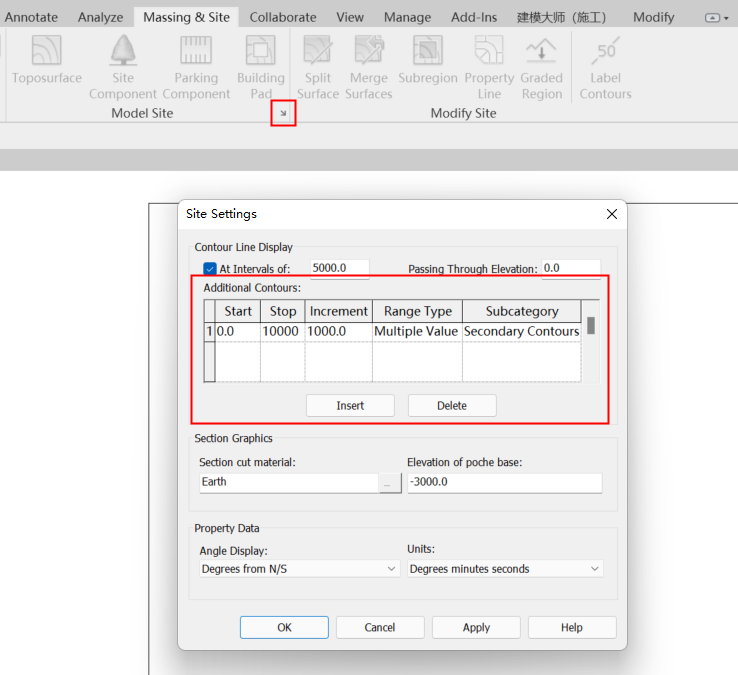 Annotate Analyze Massing & Site Collaborate View Manage Add-Ins 建模大师（施工） Modify
50
Toposurface Site Component Parking Component Building Pad Split Surface Merge Surfaces Subregion Property Line Graded Region Label Contours
Model Site Modify Site
Site Settings
Contour Line Display
At Intervals of: 5000.0 Passing Through Elevation: 0.0
Additional Contours:
Start Stop Increment Range Type Subcategory
1 0.0 10000 1000.0 Multiple Value Secondary Contours
Insert Delete
Section Graphics
Section cut material: Elevation of poche base:
Earth ... -3000.0
Property Data
Angle Display: Units:
Degrees from N/S Degrees minutes seconds
OK Cancel Apply Help